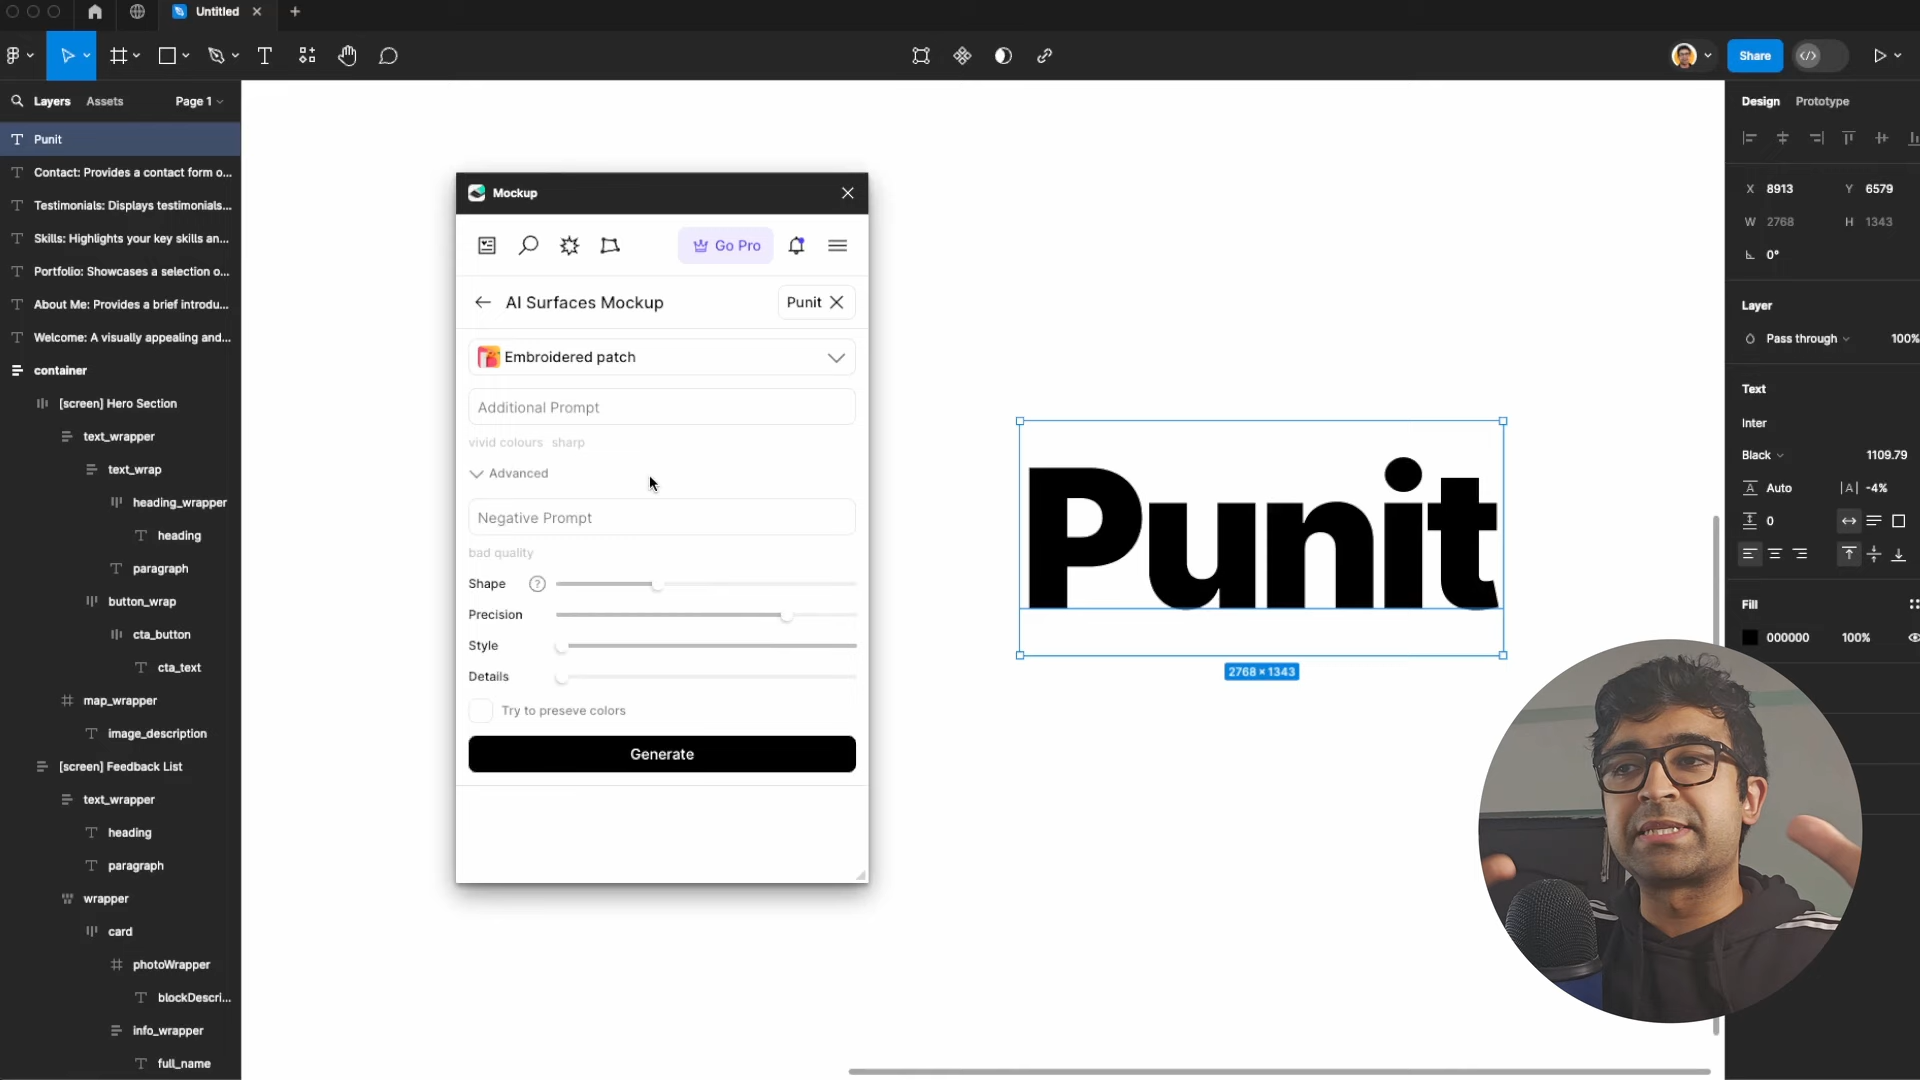 Untitled
Share
Layers
Assets
Page 1
Punit
Contact: Provides a contact form o...
Testimonials: Displays testimonials...
Skills: Highlights your key skills an...
Portfolio: Showcases a selection o...
About Me: Provides a brief introdu...
Welcome: A visually appealing and...
container
[screen] Hero Section
text_wrapper
text_wrap
heading_wrapper
heading
paragraph
button_wrap
cta_button
cta_text
map_wrapper
image_description
[screen] Feedback List
text_wrapper
heading
paragraph
wrapper
card
photoWrapper
blockDescri...
info_wrapper
full_name
Mockup
Go Pro
AI Surfaces Mockup
Punit
Embroidered patch
Additional Prompt
vivid colours sharp
Advanced
Negative Prompt
bad quality
Shape ?
Precision
Style
Details
Try to preseve colors
Generate
Punit
2768 × 1343
Design
Prototype
X 8913 Y 6579
W 2768 H 1343
0°
Layer
Pass through 100%
Text
Inter
Black 1109.79
Auto -4%
0
Fill
000000 100%